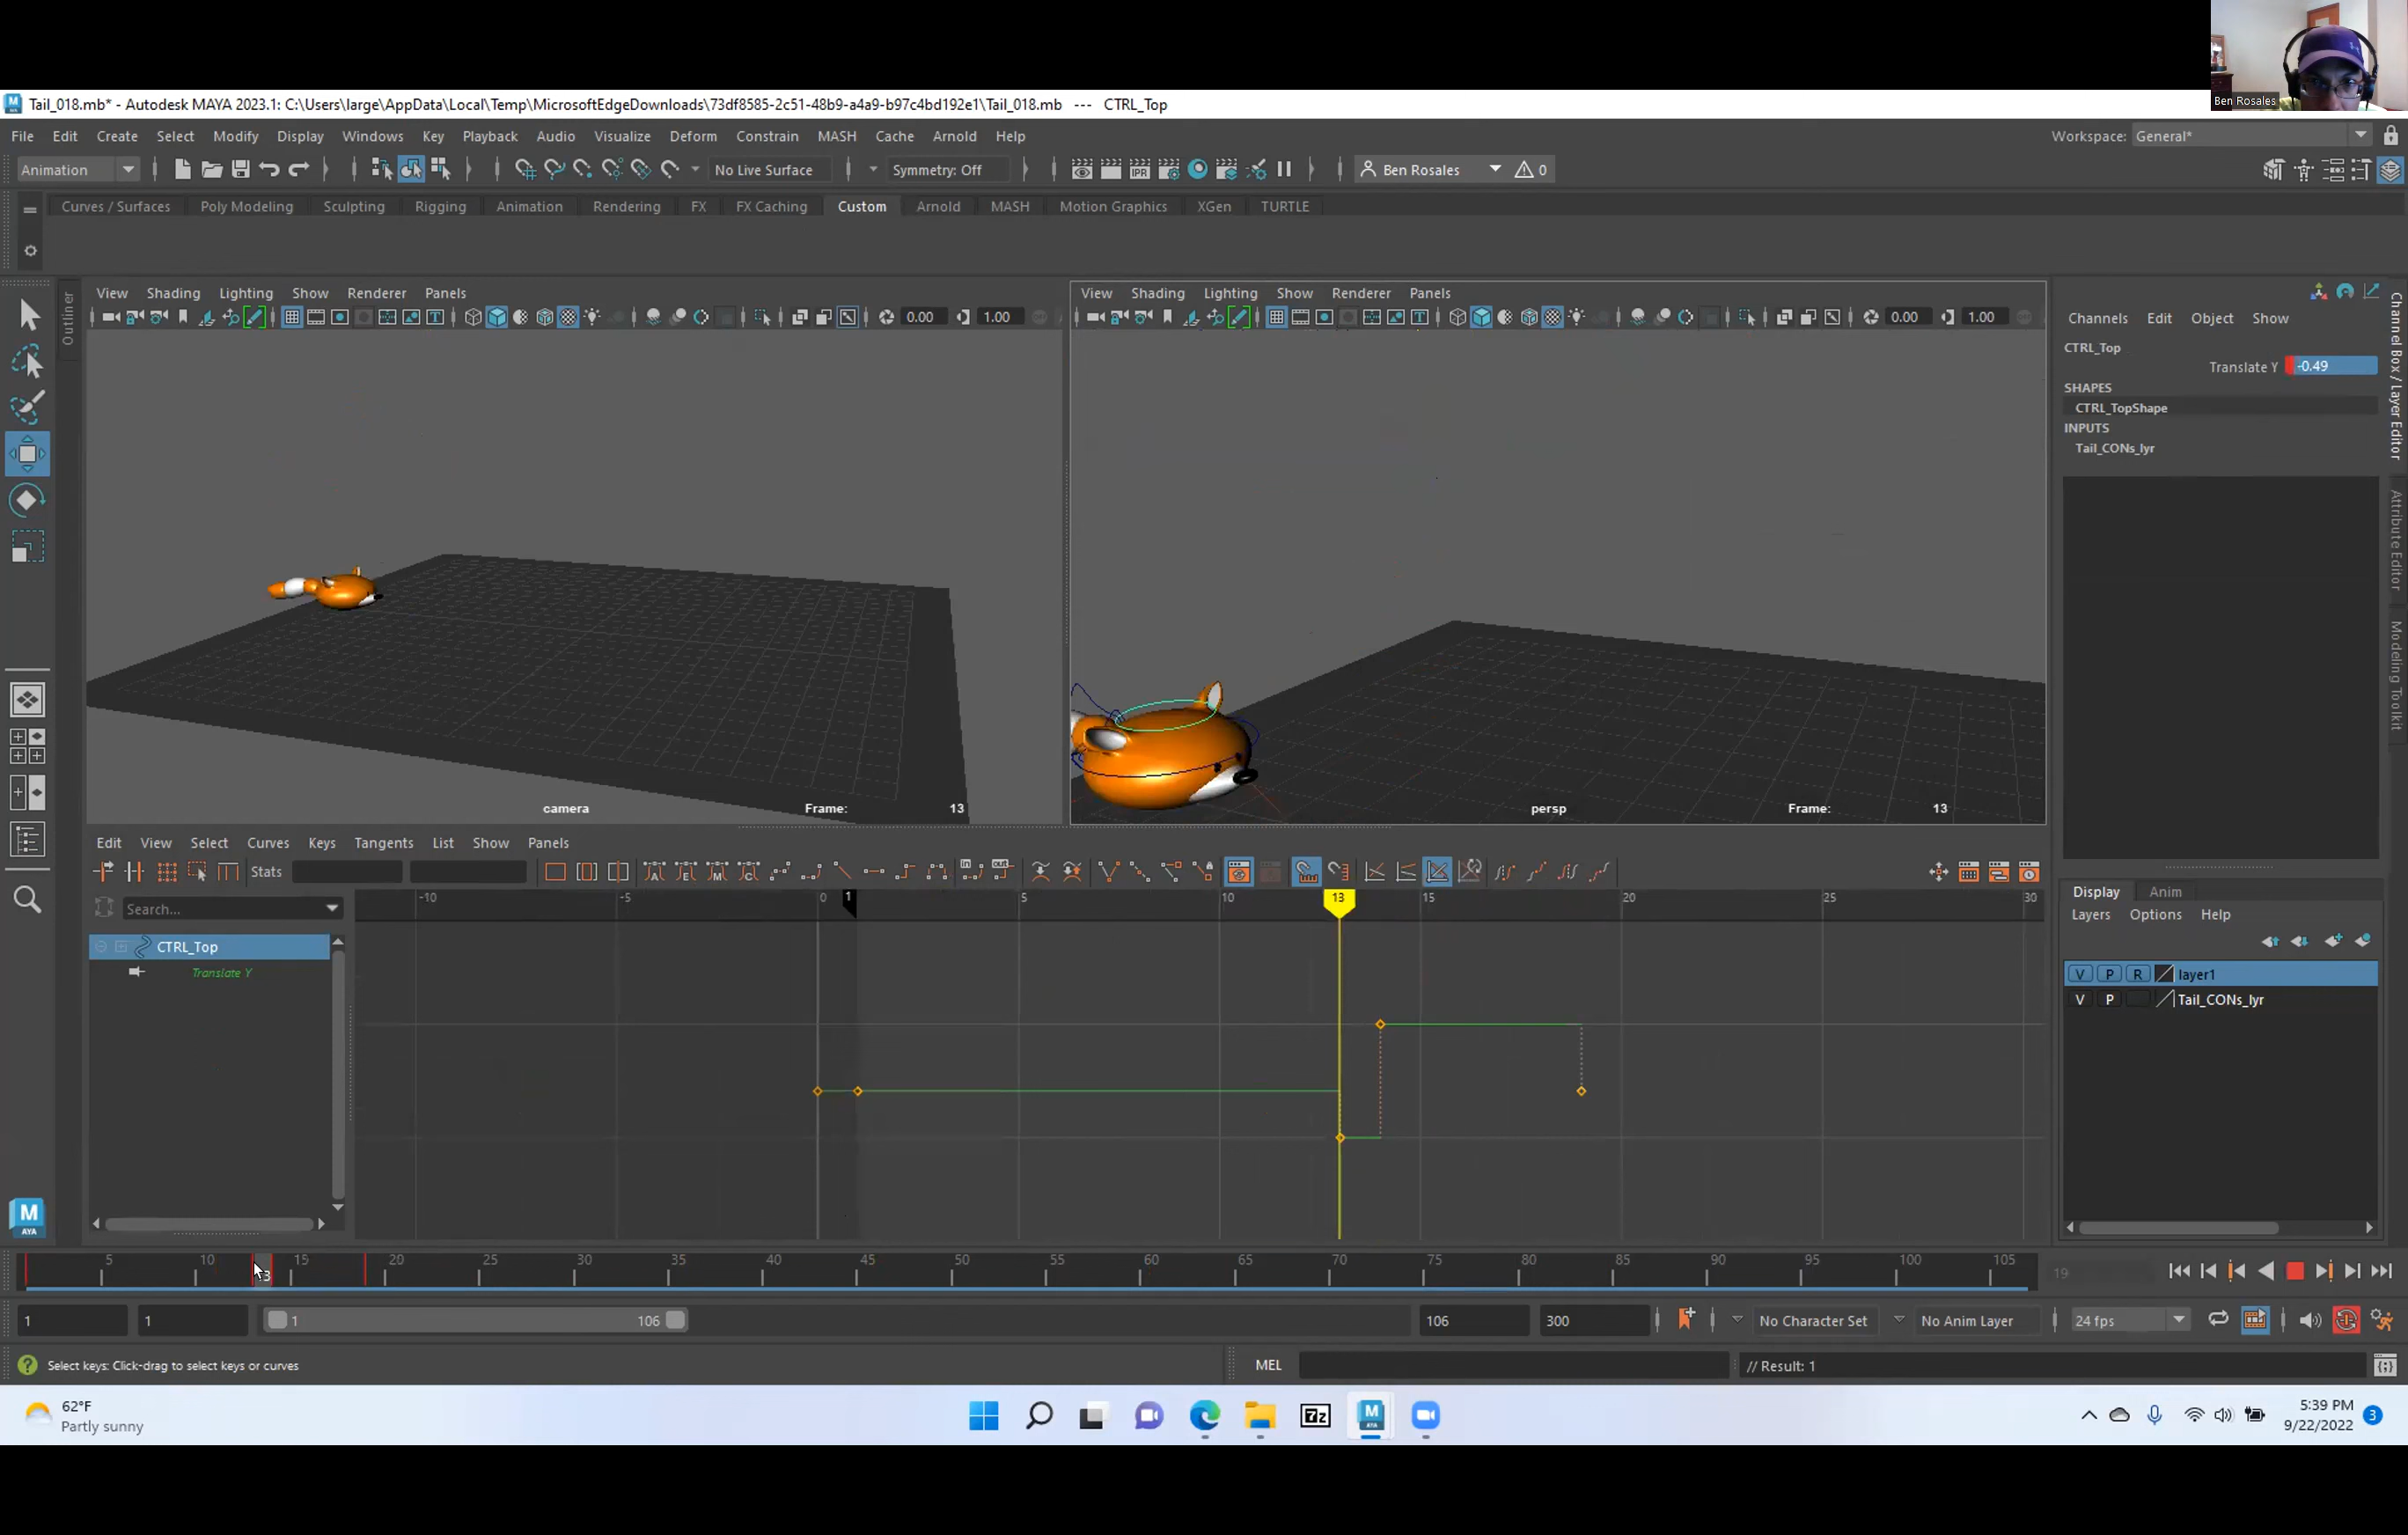 Ben Rosales
Tail_018.mb* - Autodesk MAYA 2023.1: C:\Users\large\AppData\Local\Temp\MicrosoftEdgeDownloads\73df8585-2c51-48b9-a4a9-b97c4bd192e1\Tail_018.mb --- CTRL_Top
File Edit Create Select Modify Display Windows Key Playback Audio Visualize Deform Constrain MASH Cache Arnold Help
Workspace: General*
Animation No Live Surface Symmetry: Off IPR Ben Rosales 0
Curves / Surfaces Poly Modeling Sculpting Rigging Animation Rendering FX FX Caching Custom Arnold MASH Motion Graphics XGen TURTLE
Outliner
View Shading Lighting Show Renderer Panels
0.00 1.00
camera Frame: 13
View Shading Lighting Show Renderer Panels
0.00 1.00
persp Frame: 13
Channels Edit Object Show
CTRL_Top
Translate Y -0.49
SHAPES
CTRL_TopShape
INPUTS
Tail_CONs_lyr
Channel Box / Layer Editor
Attribute Editor
Modeling Toolkit
Edit View Select Curves Keys Tangents List Show Panels
Stats
Search...
-10 -5 0 1 5 10 13 15 20 25 30
CTRL_Top
Translate Y
Display Anim
Layers Options Help
V P R layer1
V P Tail_CONs_lyr
M
AYA
5 10 15 20 25 30 35 40 45 50 55 60 65 70 75 80 85 90 95 100 105
19
1 1 1 106 106 300 No Character Set No Anim Layer 24 fps
Select keys: Click-drag to select keys or curves MEL // Result: 1
62°F
Partly sunny
7z
M
AYA
5:39 PM
9/22/2022
3